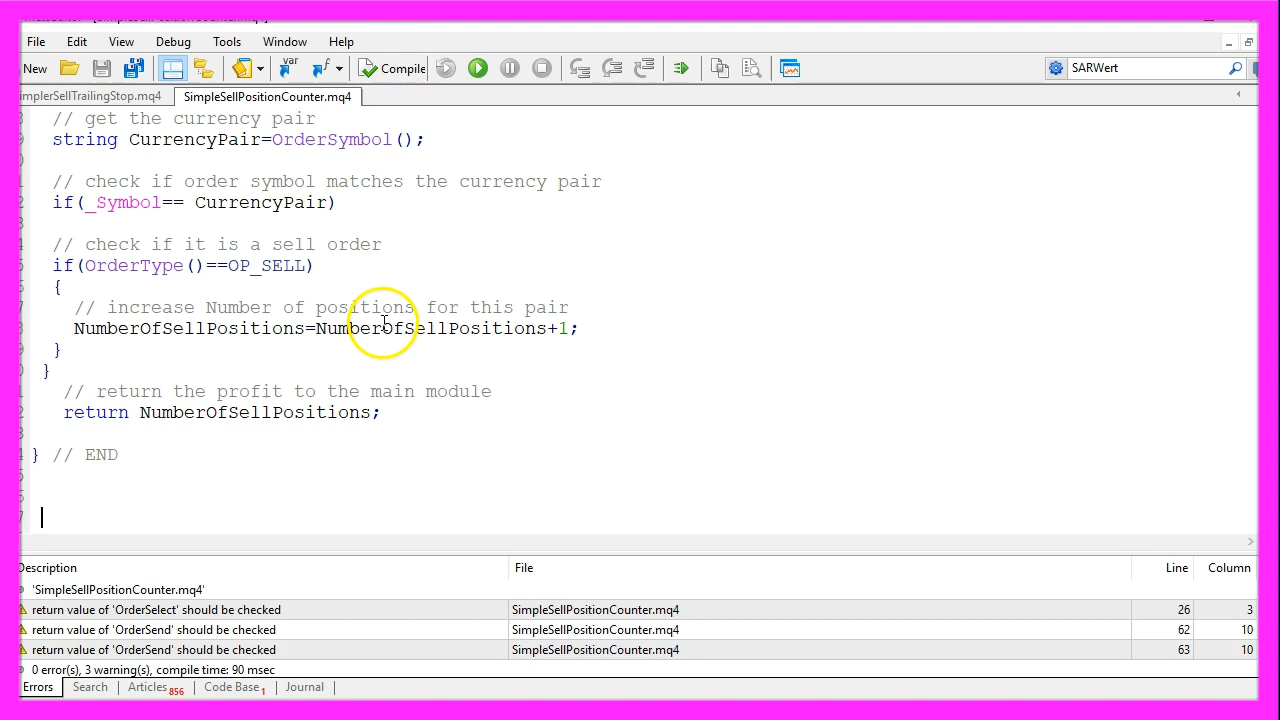 File Edit View Debug Tools Window Help
New Compile SARWert
SimpleSellPositionCounter.mq4
// get the currency pair
string CurrencyPair=OrderSymbol();
// check if order symbol matches the currency pair
if(_Symbol== CurrencyPair)
// check if it is a sell order
if(OrderType()==OP_SELL)
{
// increase Number of positions for this pair
NumberOfSellPositions=NumberOfSellPositions+1;
}
}
// return the profit to the main module
return NumberOfSellPositions;
} // END
Description File Line Column
'SimpleSellPositionCounter.mq4'
return value of 'OrderSelect' should be checked SimpleSellPositionCounter.mq4 26 3
return value of 'OrderSend' should be checked SimpleSellPositionCounter.mq4 62 10
return value of 'OrderSend' should be checked SimpleSellPositionCounter.mq4 63 10
0 error(s), 3 warning(s), compile time: 90 msec
Errors Search Articles 856 Code Base 1 Journal